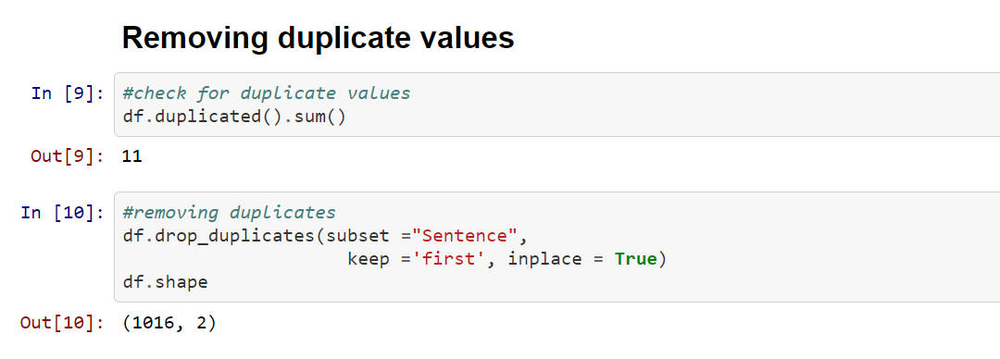 Removing duplicate values
In [9]: #check for duplicate values
df.duplicated().sum()
Out[9]: 11
In [10]: #removing duplicates
df.drop_duplicates(subset ="Sentence",
keep ='first', inplace = True)
df.shape
Out[10]: (1016, 2)